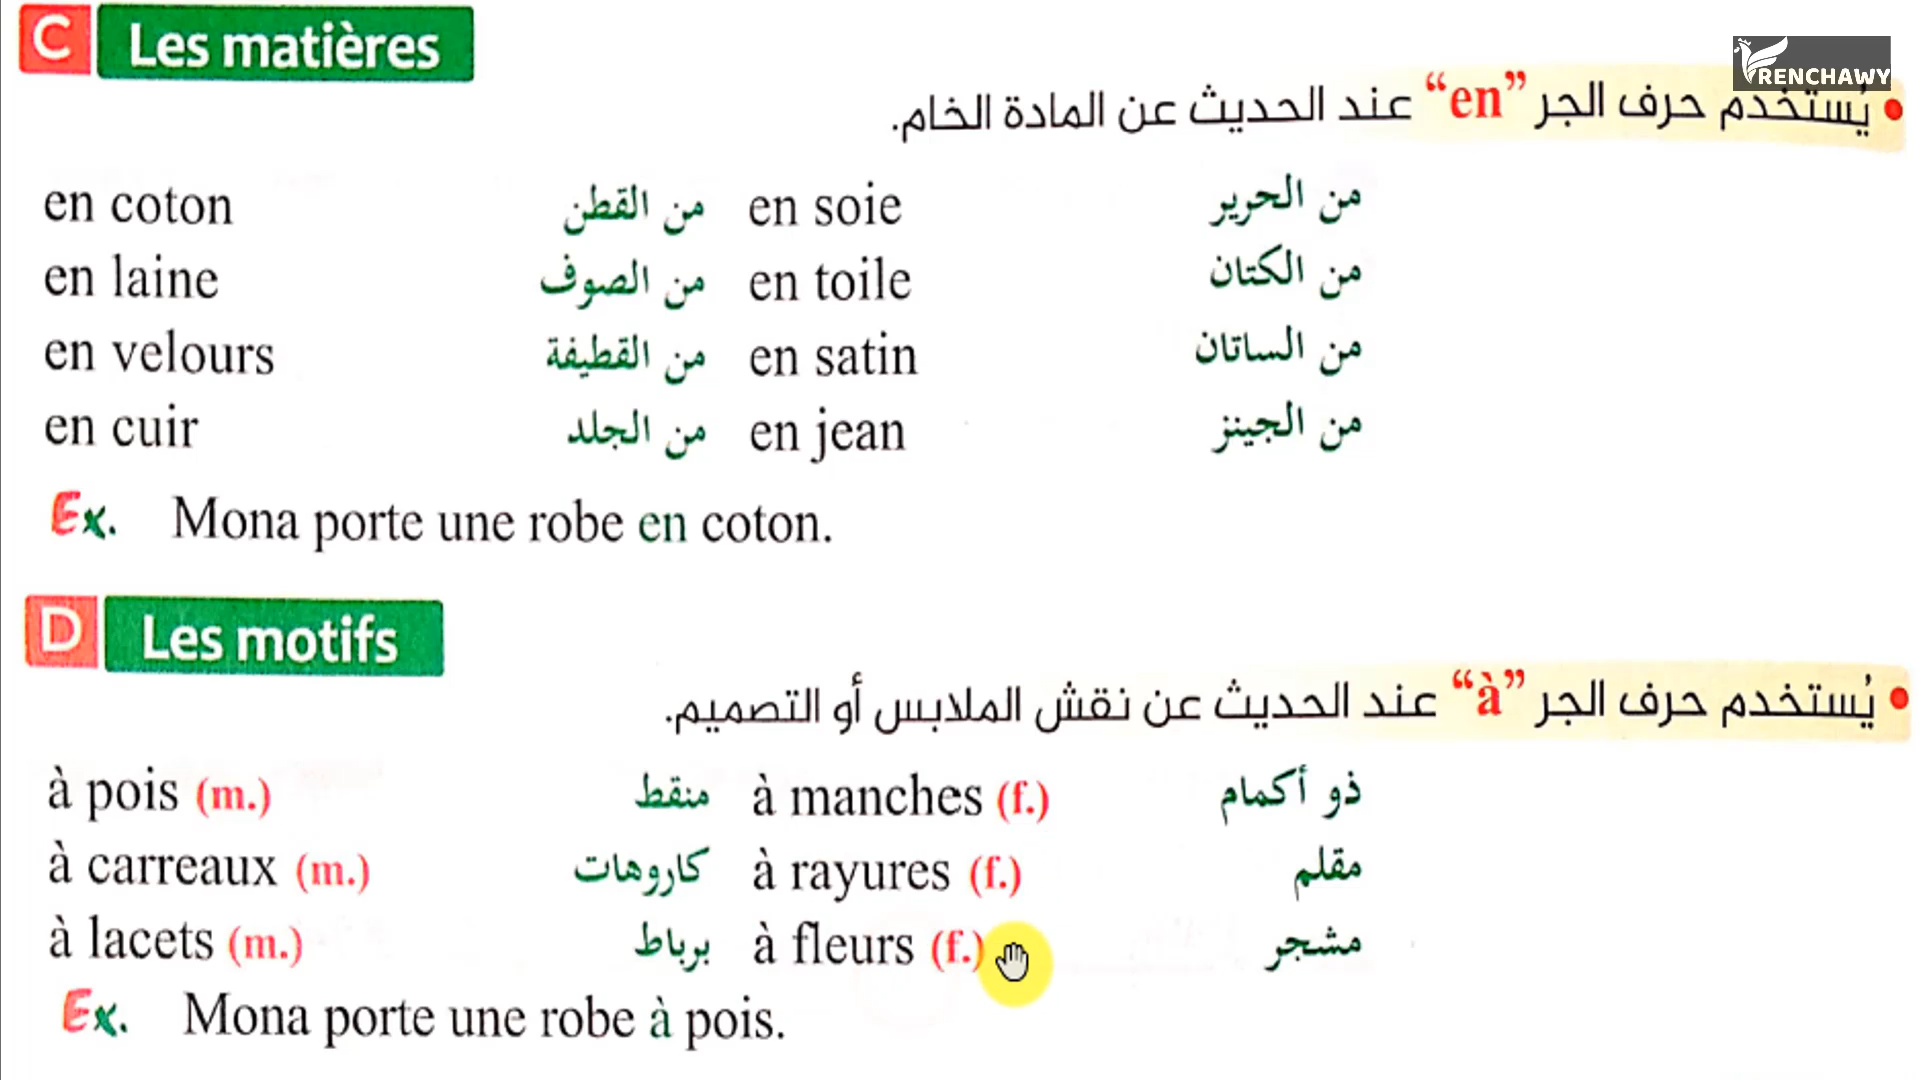 C Les matières
RENCHAWY
• يُستخدم حرف الجر “en” عند الحديث عن المادة الخام.
en coton من القطن en soie من الحرير
en laine من الصوف en toile من الكتان
en velours من القطيفة en satin من الساتان
en cuir من الجلد en jean من الجينز
Ex. Mona porte une robe en coton.
D Les motifs
• يُستخدم حرف الجر “à” عند الحديث عن نقش الملابس أو التصميم.
à pois (m.) منقط à manches (f.) ذو أكمام
à carreaux (m.) كاروهات à rayures (f.) مقلم
à lacets (m.) برباط à fleurs (f.) مشجر
Ex. Mona porte une robe à pois.